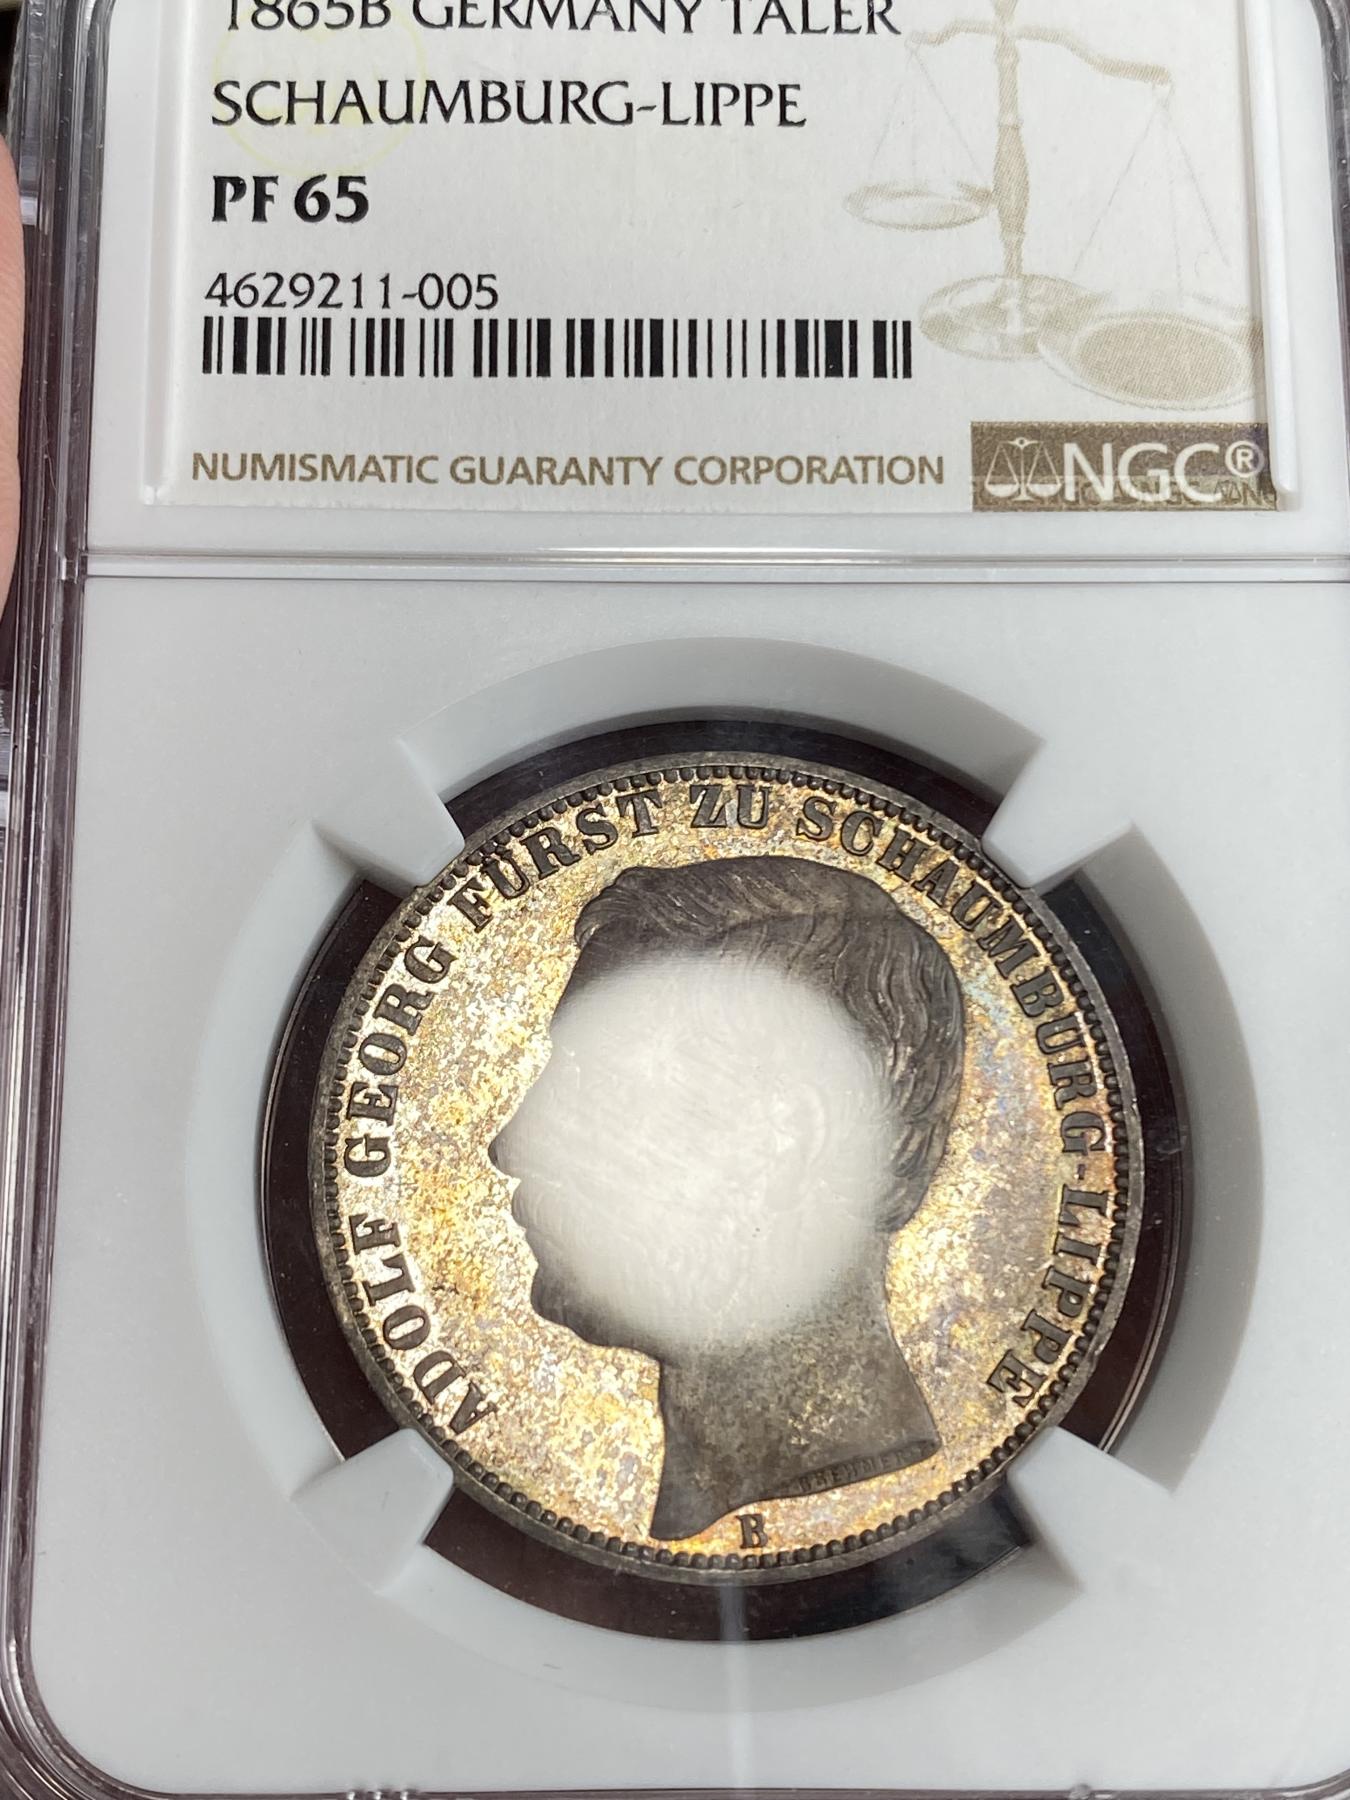 1865B GERMANY TALER
SCHAUMBURG-LIPPE
PF 65
4629211-005
NUMISMATIC GUARANTY CORPORATION
NGC®
ADOLF GEORG FÜRST ZU SCHAUMBURG-LIPPE
BREHMER F.
B